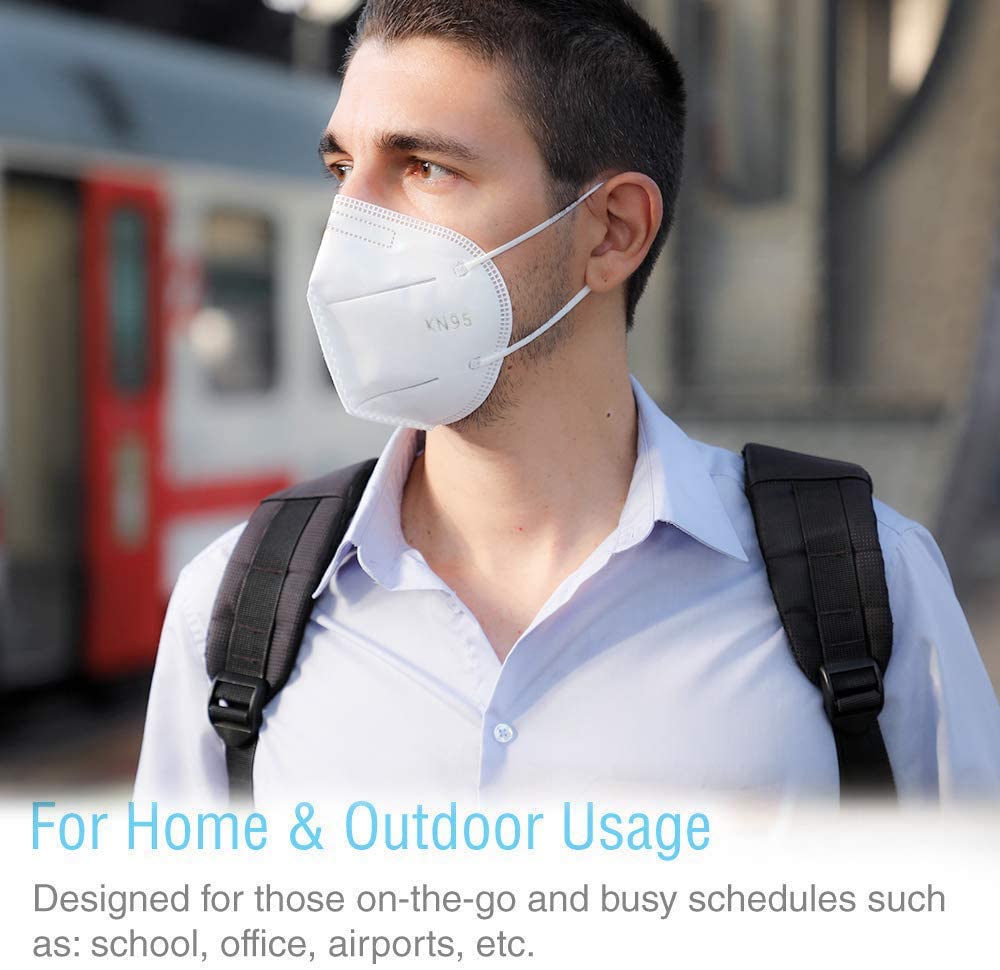 KN95
For Home & Outdoor Usage
Designed for those on-the-go and busy schedules such
as: school, office, airports, etc.